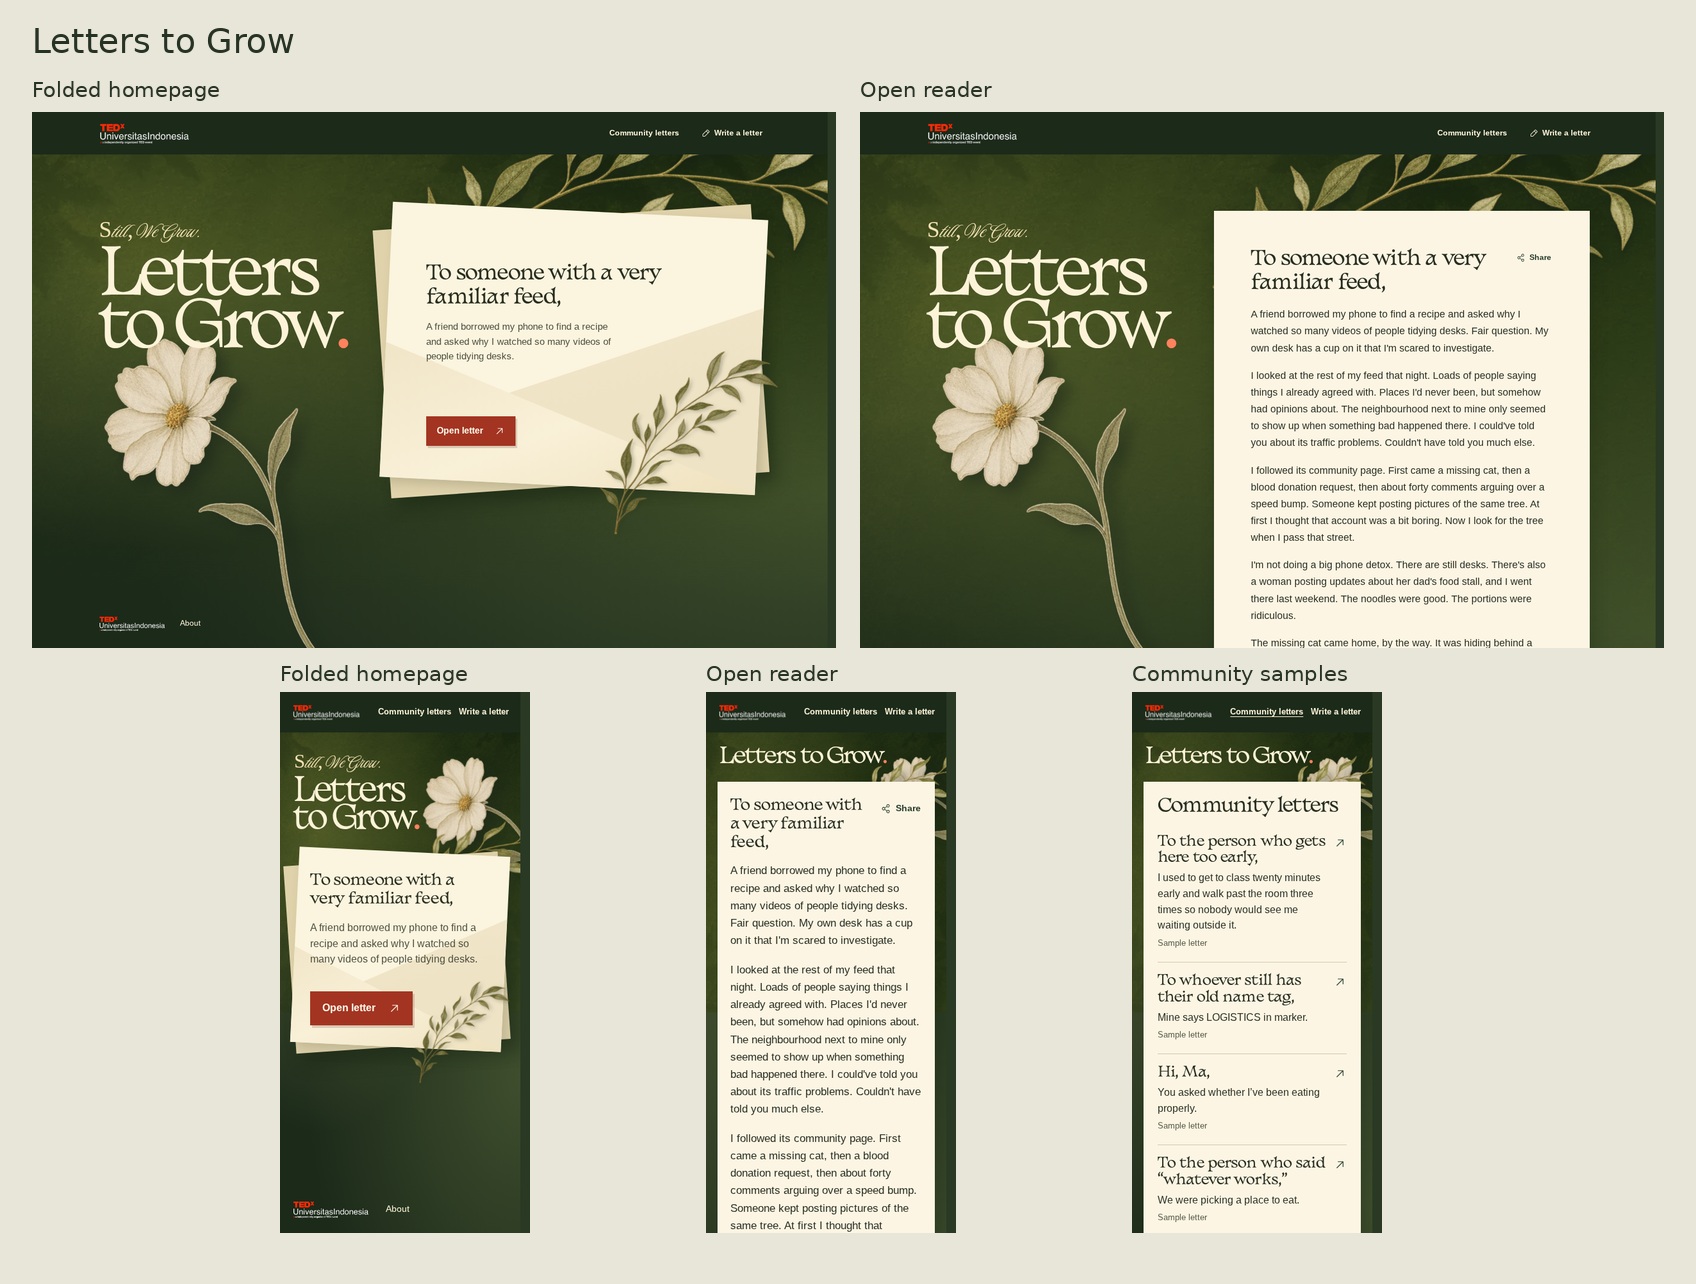 Letters to Grow
Folded homepage
TEDx
UniversitasIndonesia
Community letters
Write a letter
Still, We Grow.
Letters
to Grow.
To someone with a very
familiar feed,
A friend borrowed my phone to find a recipe
and asked why I watched so many videos of
people tidying desks.
Open letter
TEDx
UniversitasIndonesia
About
Open reader
TEDx
UniversitasIndonesia
Community letters
Write a letter
Still, We Grow.
Letters
to Grow.
To someone with a very
familiar feed,
Share
A friend borrowed my phone to find a recipe and asked why I
watched so many videos of people tidying desks. Fair question. My
own desk has a cup on it that I'm scared to investigate.
I looked at the rest of my feed that night. Loads of people saying
things I already agreed with. Places I'd never been, but somehow
had opinions about. The neighbourhood next to mine only seemed
to show up when something bad happened there. I could've told
you about its traffic problems. Couldn't have told you much else.
I followed its community page. First came a missing cat, then a
blood donation request, then about forty comments arguing over a
speed bump. Someone kept posting pictures of the same tree. At
first I thought that account was a bit boring. Now I look for the tree
when I pass that street.
I'm not doing a big phone detox. There are still desks. There's also
a woman posting updates about her dad's food stall, and I went
there last weekend. The noodles were good. The portions were
ridiculous.
The missing cat came home, by the way. It was hiding behind a
Folded homepage
TEDx
UniversitasIndonesia
Community letters
Write a letter
Still, We Grow.
Letters
to Grow.
To someone with a
very familiar feed,
A friend borrowed my phone to find a
recipe and asked why I watched so
many videos of people tidying desks.
Open letter
TEDx
UniversitasIndonesia
About
Open reader
TEDx
UniversitasIndonesia
Community letters
Write a letter
Letters to Grow.
To someone with
a very familiar
feed,
Share
A friend borrowed my phone to find a
recipe and asked why I watched so
many videos of people tidying desks.
Fair question. My own desk has a cup
on it that I'm scared to investigate.
I looked at the rest of my feed that
night. Loads of people saying things I
already agreed with. Places I'd never
been, but somehow had opinions about.
The neighbourhood next to mine only
seemed to show up when something
bad happened there. I could've told you
about its traffic problems. Couldn't have
told you much else.
I followed its community page. First
came a missing cat, then a blood
donation request, then about forty
comments arguing over a speed bump.
Someone kept posting pictures of the
same tree. At first I thought that
Community samples
TEDx
UniversitasIndonesia
Community letters
Write a letter
Letters to Grow.
Community letters
To the person who gets
here too early,
I used to get to class twenty minutes
early and walk past the room three
times so nobody would see me
waiting outside it.
Sample letter
To whoever still has
their old name tag,
Mine says LOGISTICS in marker.
Sample letter
Hi, Ma,
You asked whether I've been eating
properly.
Sample letter
To the person who said
“whatever works,”
We were picking a place to eat.
Sample letter